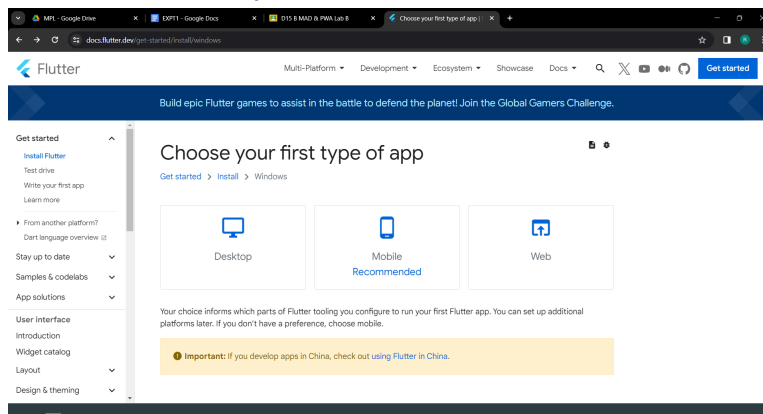 MPL - Google Drive
EXPT1 - Google Docs
D15 B MAD & PWA Lab B
Choose your first type of app |
docs.flutter.dev/get-started/install/windows
Flutter
Multi-Platform
Development
Ecosystem
Showcase
Docs
Get started
Build epic Flutter games to assist in the battle to defend the planet! Join the Global Gamers Challenge.
Get started
Install Flutter
Test drive
Write your first app
Learn more
From another platform?
Dart language overview
Stay up to date
Samples & codelabs
App solutions
User interface
Introduction
Widget catalog
Layout
Design & theming
Choose your first type of app
Get started > Install > Windows
Desktop
Mobile
Recommended
Web
Your choice informs which parts of Flutter tooling you configure to run your first Flutter app. You can set up additional
platforms later. If you don't have a preference, choose mobile.
Important: If you develop apps in China, check out using Flutter in China.